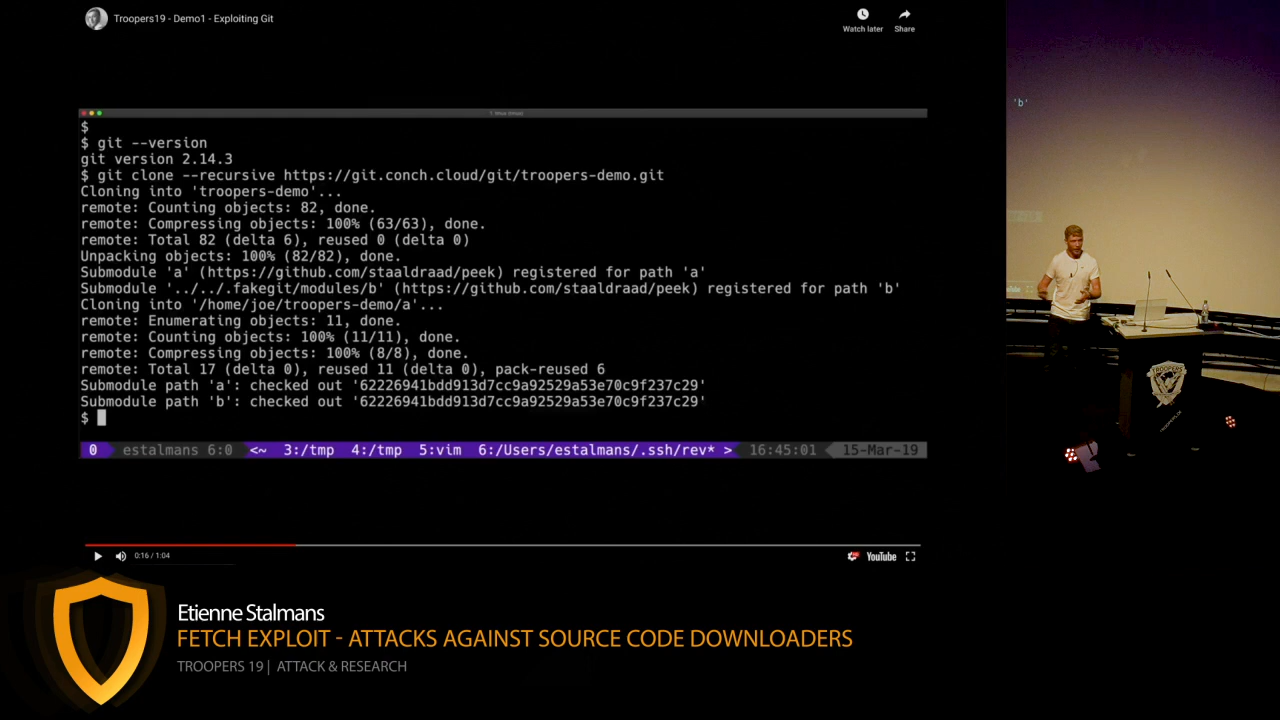 Troopers19 - Demo1 - Exploiting Git
Watch later
Share
'b'
$
$ git --version
git version 2.14.3
$ git clone --recursive https://git.conch.cloud/git/troopers-demo.git
Cloning into 'troopers-demo'...
remote: Counting objects: 82, done.
remote: Compressing objects: 100% (63/63), done.
remote: Total 82 (delta 6), reused 0 (delta 0)
Unpacking objects: 100% (82/82), done.
Submodule 'a' (https://github.com/staaldraad/peek) registered for path 'a'
Submodule '../../.fakegit/modules/b' (https://github.com/staaldraad/peek) registered for path 'b'
Cloning into '/home/joe/troopers-demo/a'...
remote: Enumerating objects: 11, done.
remote: Counting objects: 100% (11/11), done.
remote: Compressing objects: 100% (8/8), done.
remote: Total 17 (delta 0), reused 11 (delta 0), pack-reused 6
Submodule path 'a': checked out '62226941bdd913d7cc9a92529a53e70c9f237c29'
Submodule path 'b': checked out '62226941bdd913d7cc9a92529a53e70c9f237c29'
$
0 estalmans 6:0 <~ 3:/tmp 4:/tmp 5:vim 6:/Users/estalmans/.ssh/rev* > 16:45:01 15-Mar-19
0:16 / 1:04
YouTube
TROOPERS
Etienne Stalmans
FETCH EXPLOIT - ATTACKS AGAINST SOURCE CODE DOWNLOADERS
TROOPERS 19 | ATTACK & RESEARCH